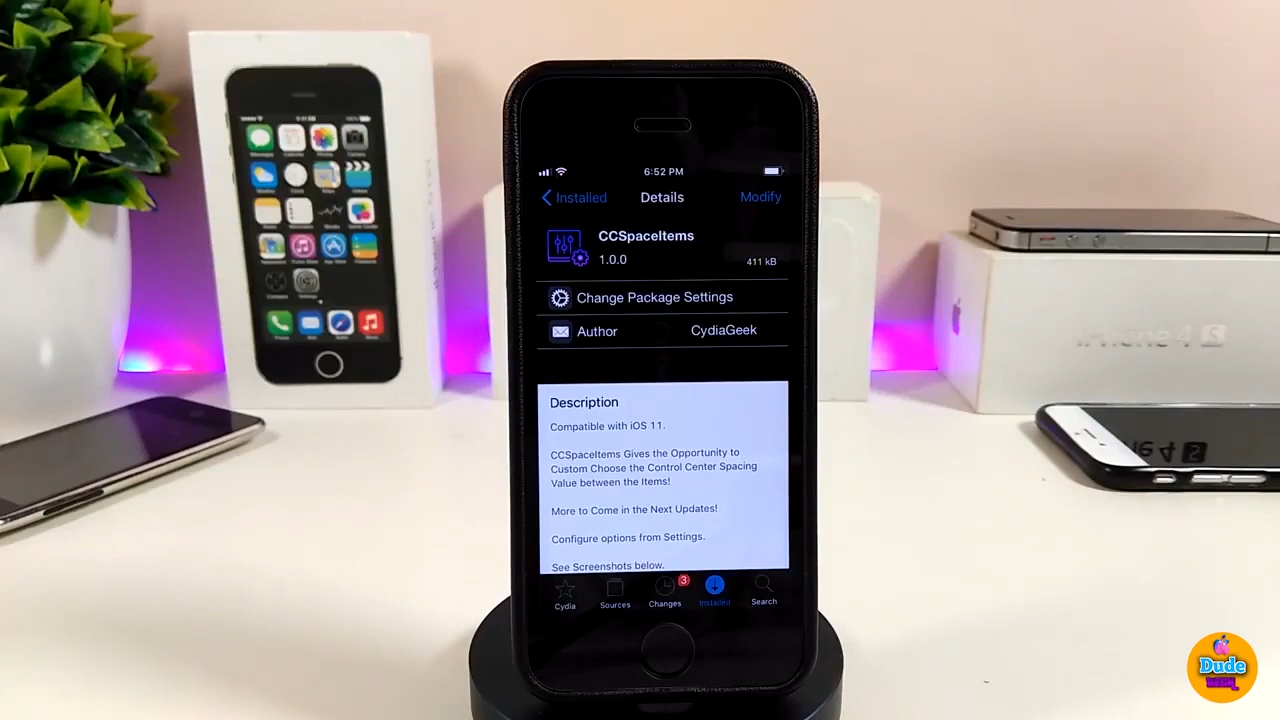 6:52 PM
Installed
Details
Modify
CCSpaceItems
1.0.0
411 kB
Change Package Settings
Author
CydiaGeek
Description
Compatible with iOS 11.
CCSpaceItems Gives the Opportunity to
Custom Choose the Control Center Spacing
Value between the Items!
More to Come in the Next Updates!
Configure options from Settings.
See Screenshots below.
3
Cydia
Sources
Changes
Installed
Search
iPhone 4 S
Dude